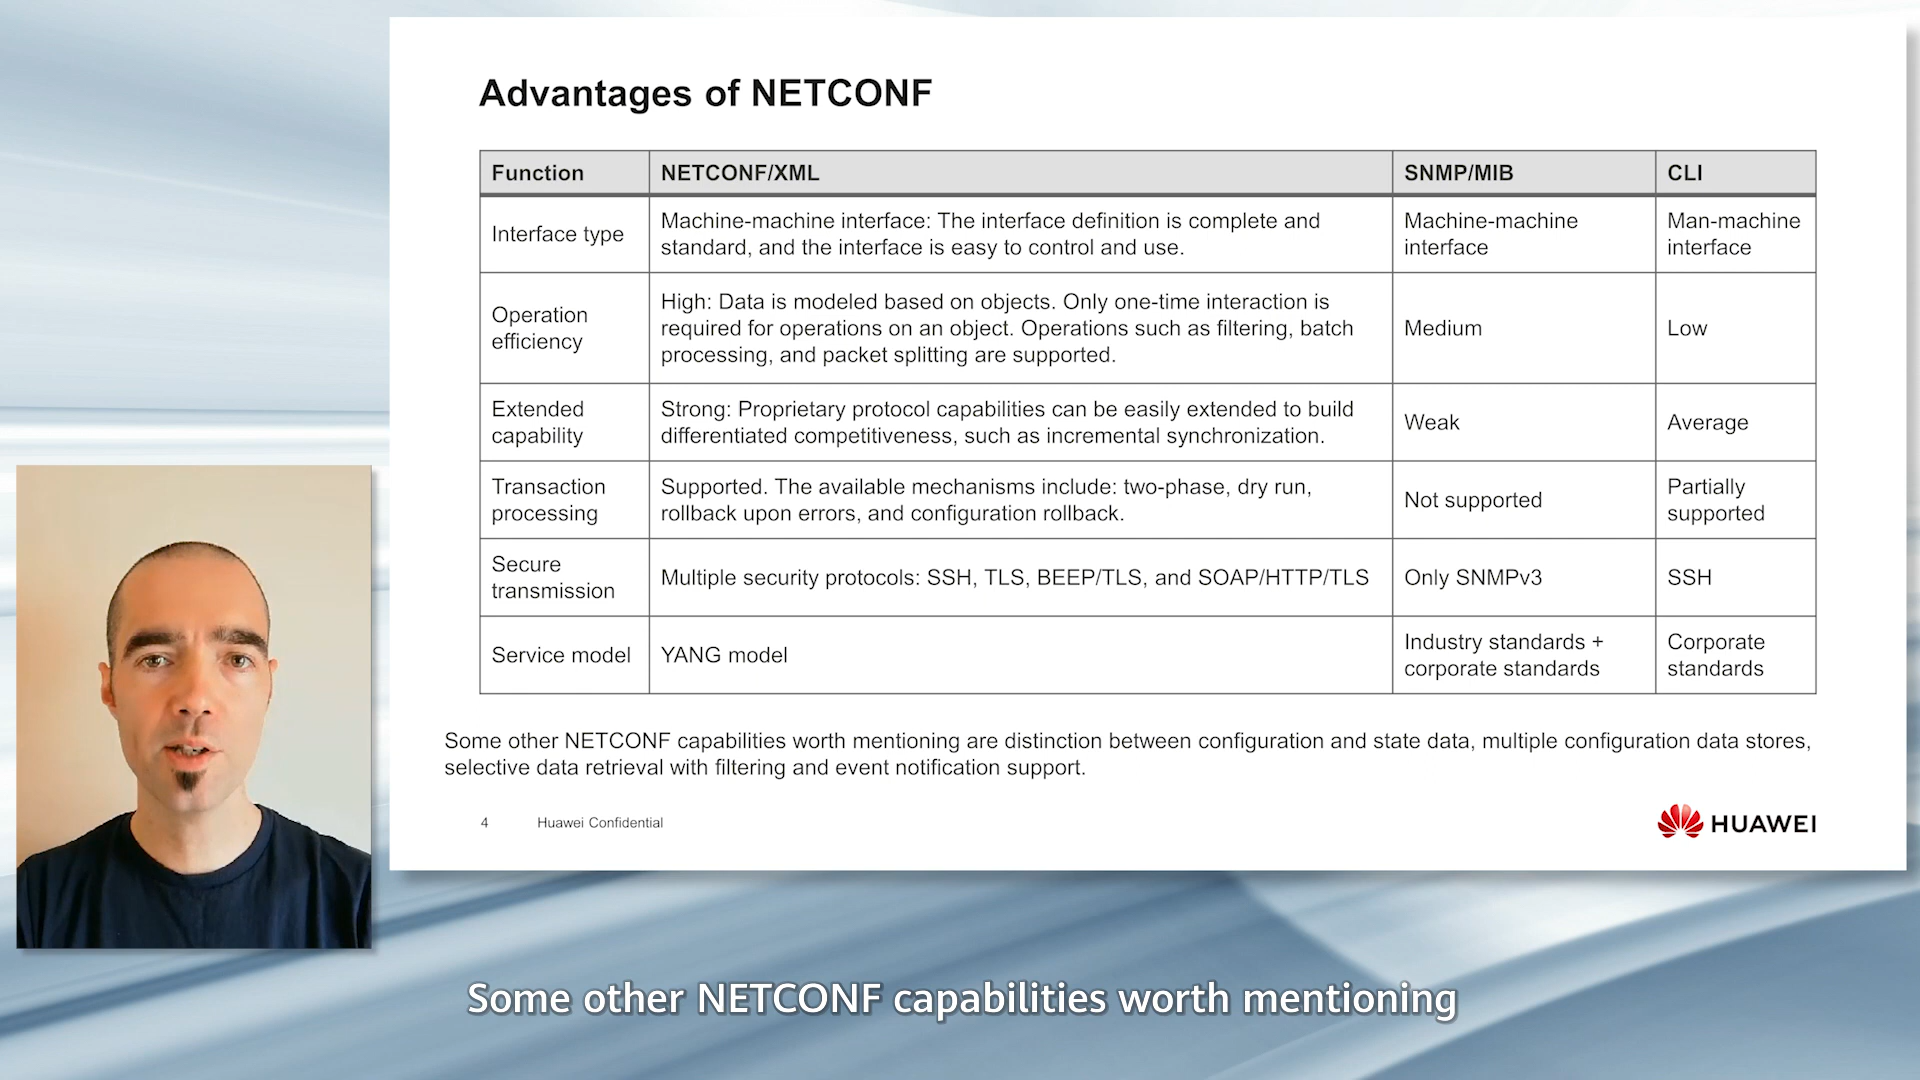 Advantages of NETCONF
Function NETCONF/XML SNMP/MIB CLI
Interface type
Machine-machine interface: The interface definition is complete and
standard, and the interface is easy to control and use.
Machine-machine
interface
Man-machine
interface
Operation
efficiency
High: Data is modeled based on objects. Only one-time interaction is
required for operations on an object. Operations such as filtering, batch
processing, and packet splitting are supported.
Medium
Low
Extended
capability
Strong: Proprietary protocol capabilities can be easily extended to build
differentiated competitiveness, such as incremental synchronization.
Weak
Average
Transaction
processing
Supported. The available mechanisms include: two-phase, dry run,
rollback upon errors, and configuration rollback.
Not supported
Partially
supported
Secure
transmission
Multiple security protocols: SSH, TLS, BEEP/TLS, and SOAP/HTTP/TLS
Only SNMPv3
SSH
Service model
YANG model
Industry standards +
corporate standards
Corporate
standards
Some other NETCONF capabilities worth mentioning are distinction between configuration and state data, multiple configuration data stores,
selective data retrieval with filtering and event notification support.
4 Huawei Confidential
HUAWEI
Some other NETCONF capabilities worth mentioning